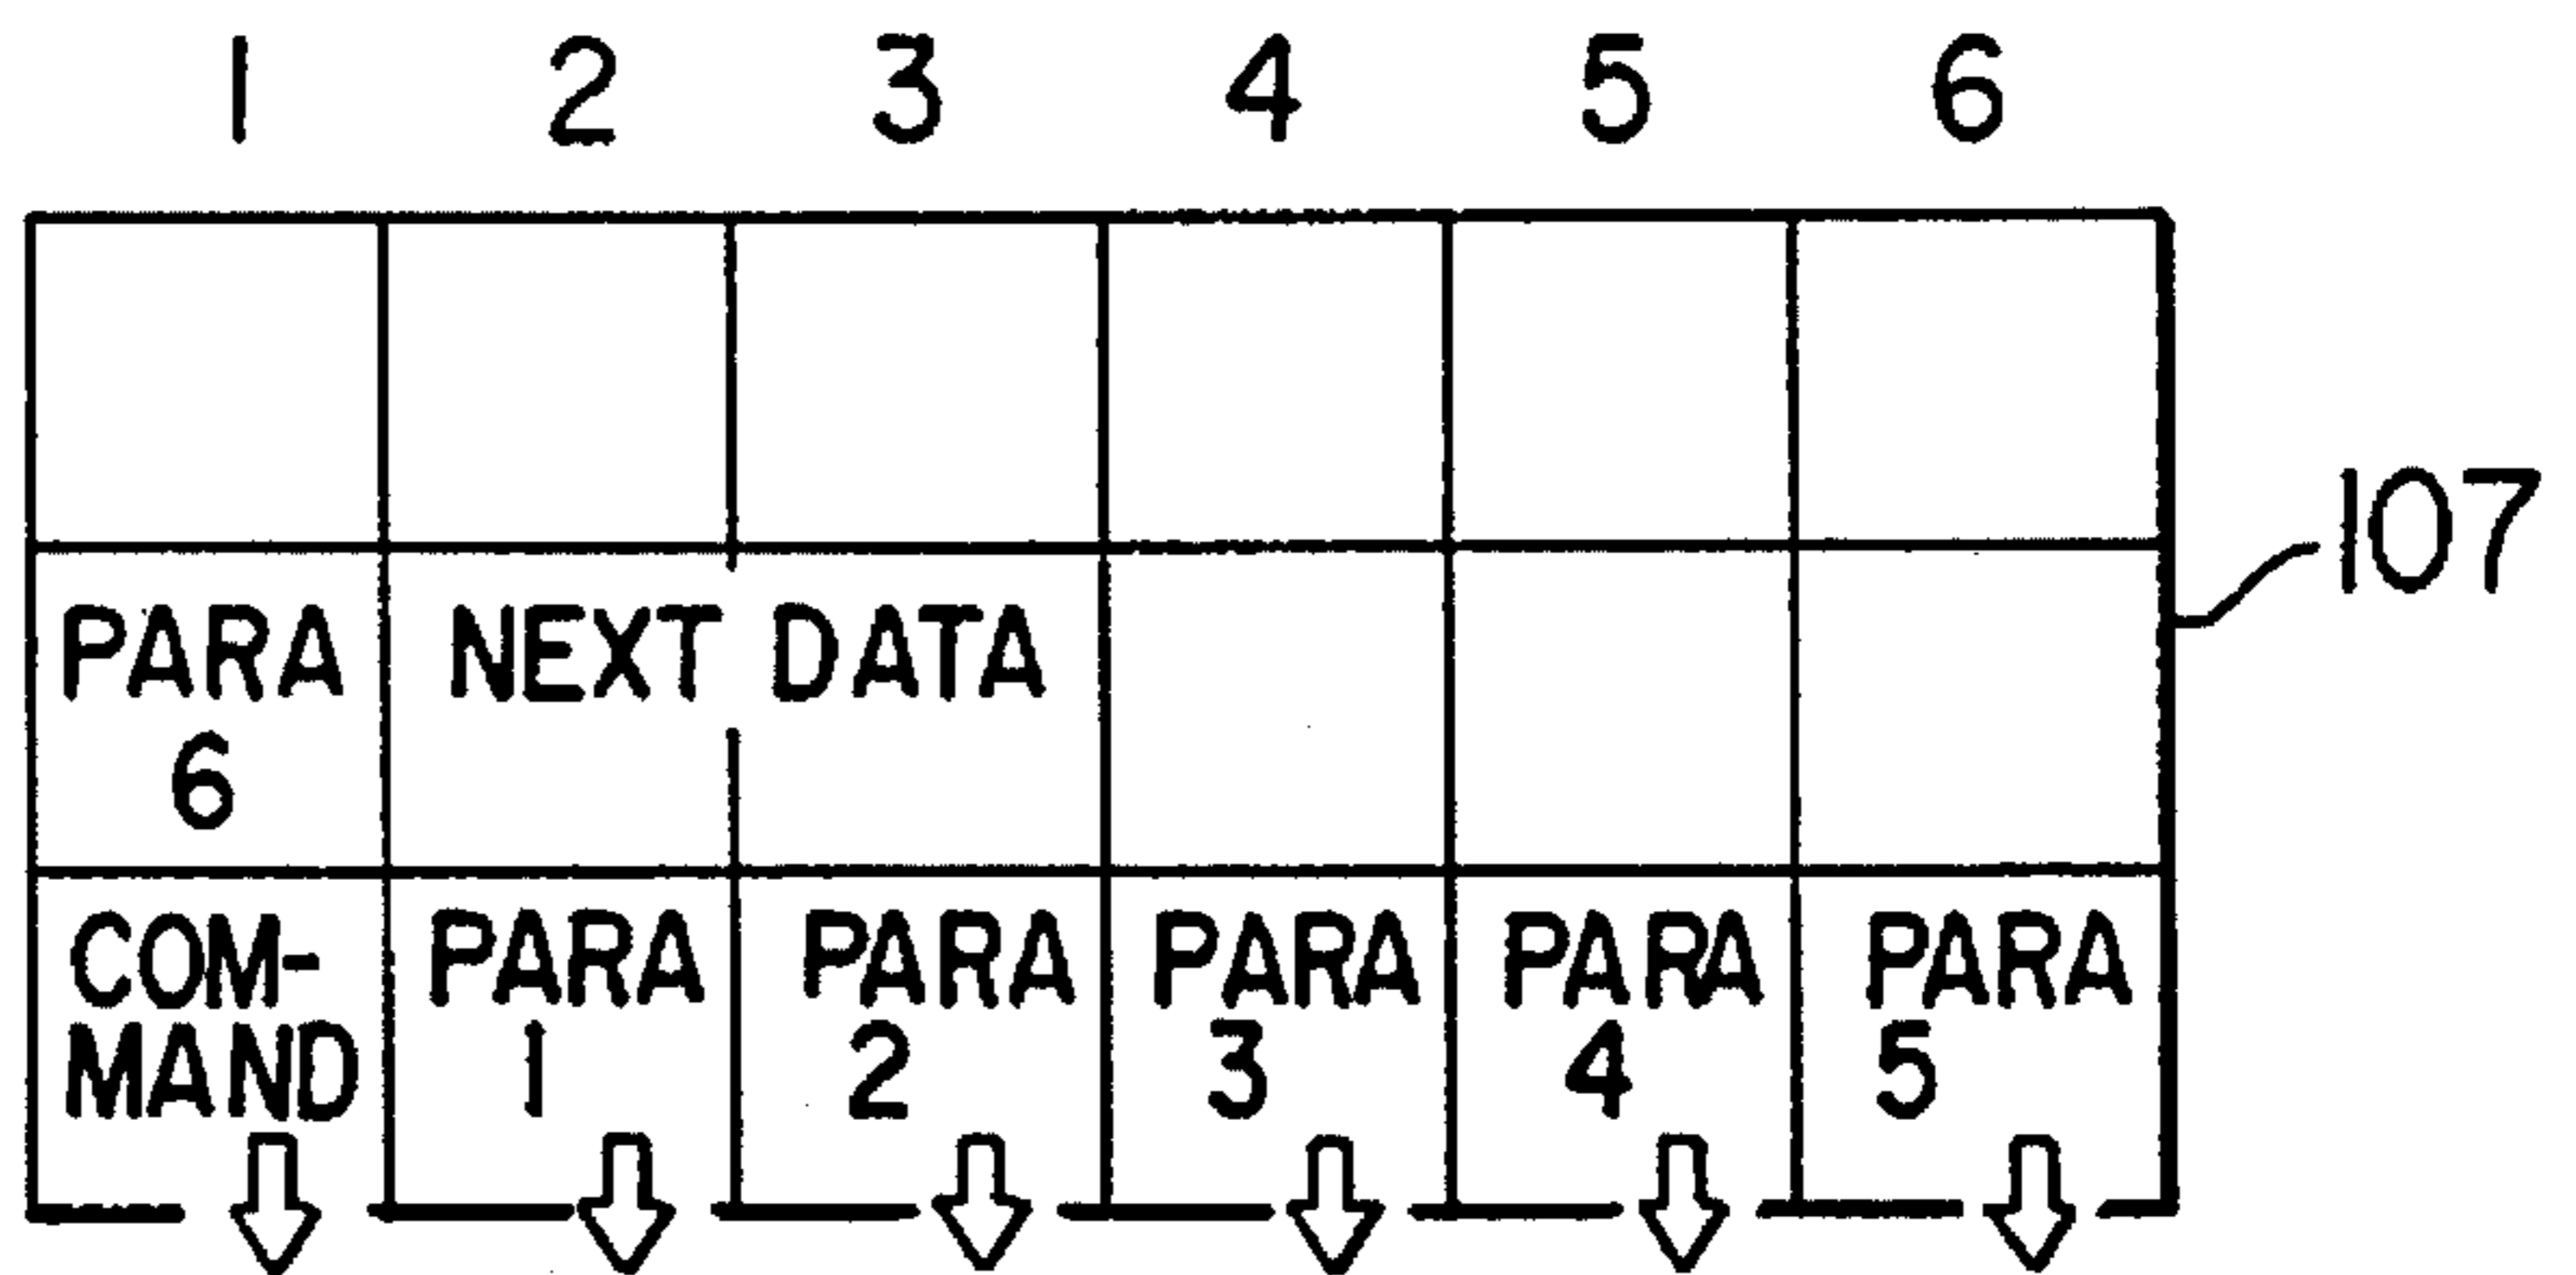 1 2 3 4 5 6
107
PARA NEXT DATA
6
COM- PARA PARA PARA PARA PARA
MAND 1 2 3 4 5